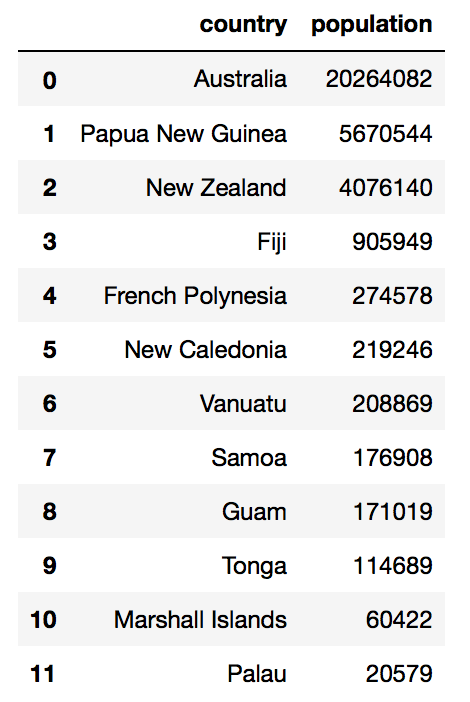 country population
0 Australia 20264082
1 Papua New Guinea 5670544
2 New Zealand 4076140
3 Fiji 905949
4 French Polynesia 274578
5 New Caledonia 219246
6 Vanuatu 208869
7 Samoa 176908
8 Guam 171019
9 Tonga 114689
10 Marshall Islands 60422
11 Palau 20579